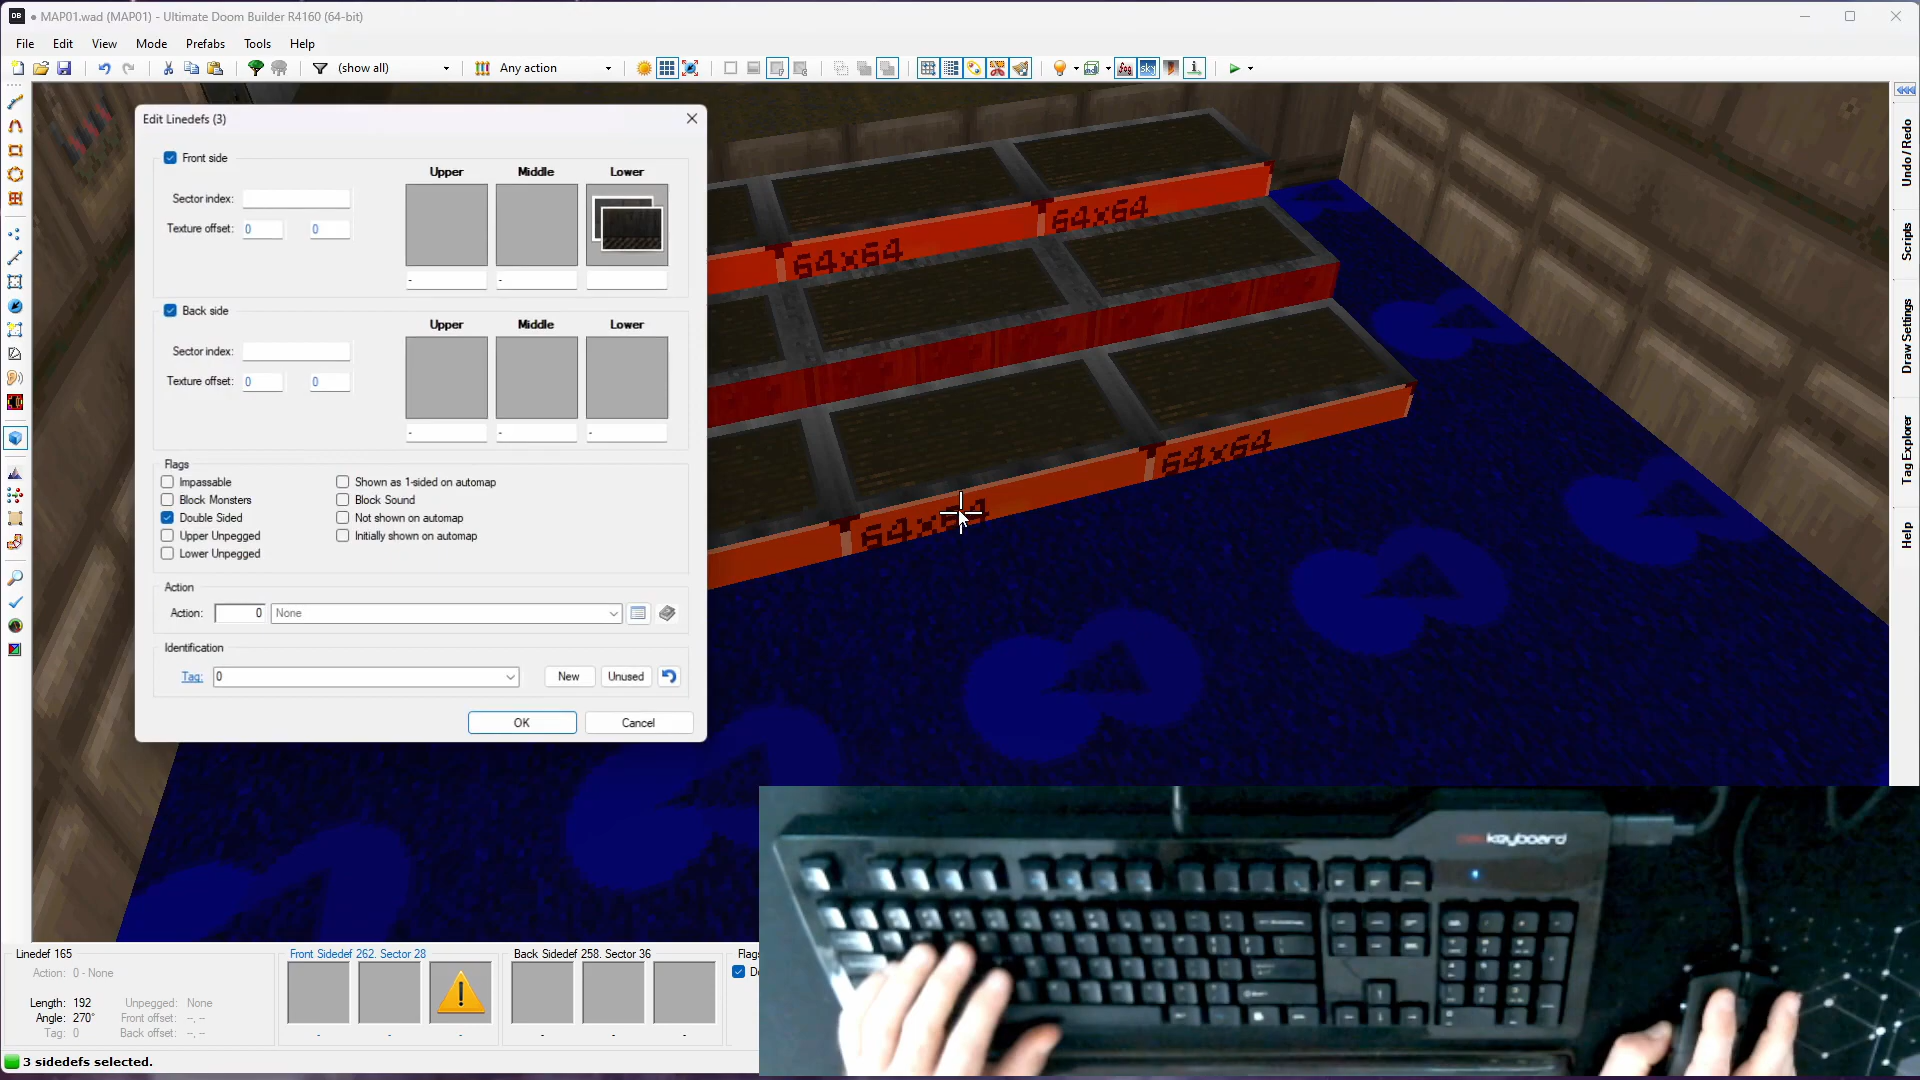 MAP01.wad (MAP01) - Ultimate Doom Builder R4160 (64-bit)
File Edit View Mode Prefabs Tools Help
(show all) Any action
Edit Linedefs (3)
Front side
Upper Middle Lower
Sector index:
Texture offset: 0 0
- -
Back side
Upper Middle Lower
Sector index:
Texture offset: 0 0
- - -
Flags
Impassable Shown as 1-sided on automap
Block Monsters Block Sound
Double Sided Not shown on automap
Upper Unpegged Initially shown on automap
Lower Unpegged
Action
Action: 0 None
Identification
Tag: 0 New Unused
OK Cancel
64x64
64x64
64x64
64x64
Undo / Redo
Scripts
Draw Settings
Tag Explorer
Help
keyboard
Linedef 165
Action: 0 - None
Length: 192 Unpegged: None
Angle: 270° Front offset: --, --
Tag: 0 Back offset: --, --
Front Sidedef 262. Sector 28
- - -
Back Sidedef 258. Sector 36
- - -
3 sidedefs selected.